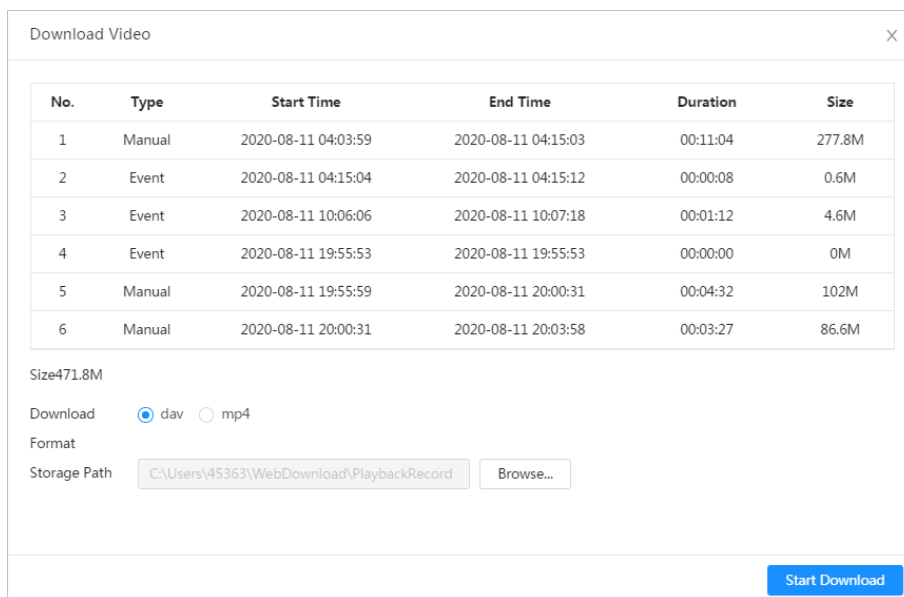 Download Video
No. Type Start Time End Time Duration Size
1 Manual 2020-08-11 04:03:59 2020-08-11 04:15:03 00:11:04 277.8M
2 Event 2020-08-11 04:15:04 2020-08-11 04:15:12 00:00:08 0.6M
3 Event 2020-08-11 10:06:06 2020-08-11 10:07:18 00:01:12 4.6M
4 Event 2020-08-11 19:55:53 2020-08-11 19:55:53 00:00:00 0M
5 Manual 2020-08-11 19:55:59 2020-08-11 20:00:31 00:04:32 102M
6 Manual 2020-08-11 20:00:31 2020-08-11 20:03:58 00:03:27 86.6M
Size471.8M
Download dav mp4
Format
Storage Path C:\Users\45363\WebDownload\PlaybackRecord Browse...
Start Download